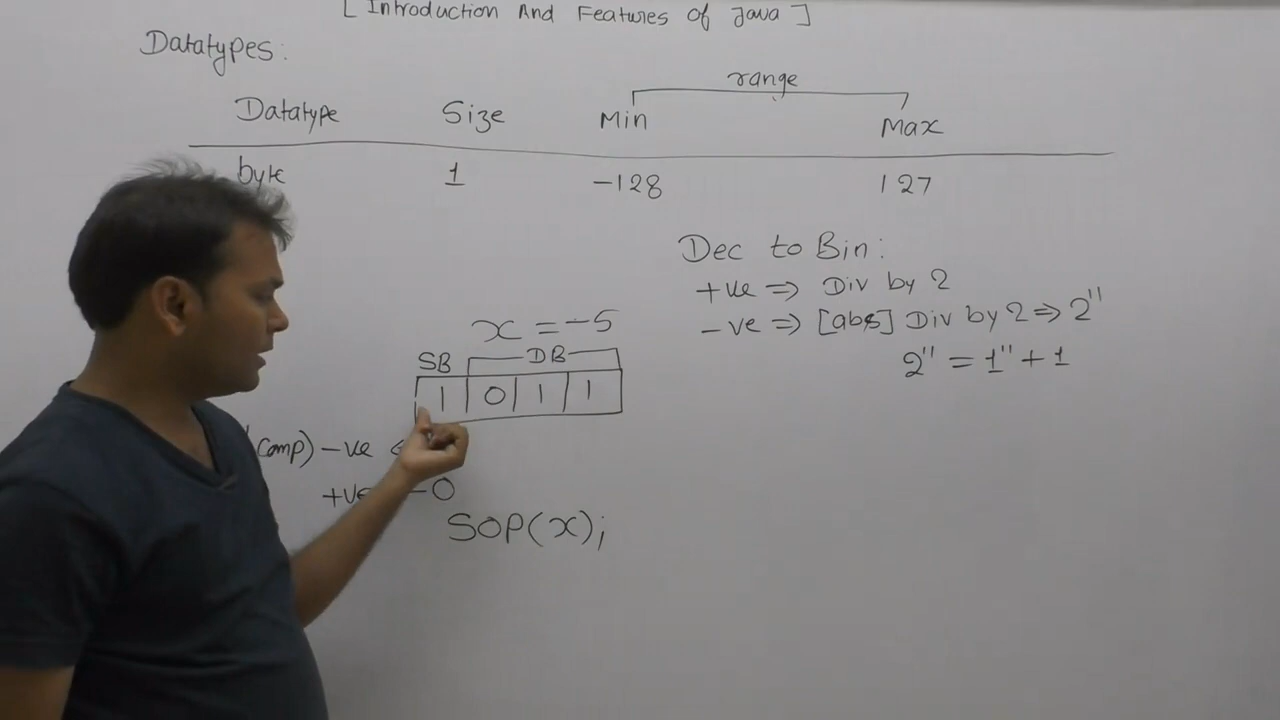 [ Introduction And Features of Java ]
Datatypes:
range
Datatype Size Min Max
byte 1 -128 127
Dec to Bin:
+ve => Div by 2
-ve => [abs] Div by 2 => 2"
2" = 1" + 1
x = -5
SB DB
1 0 1 1
Comp) -ve
+ve 0
SOP(x);